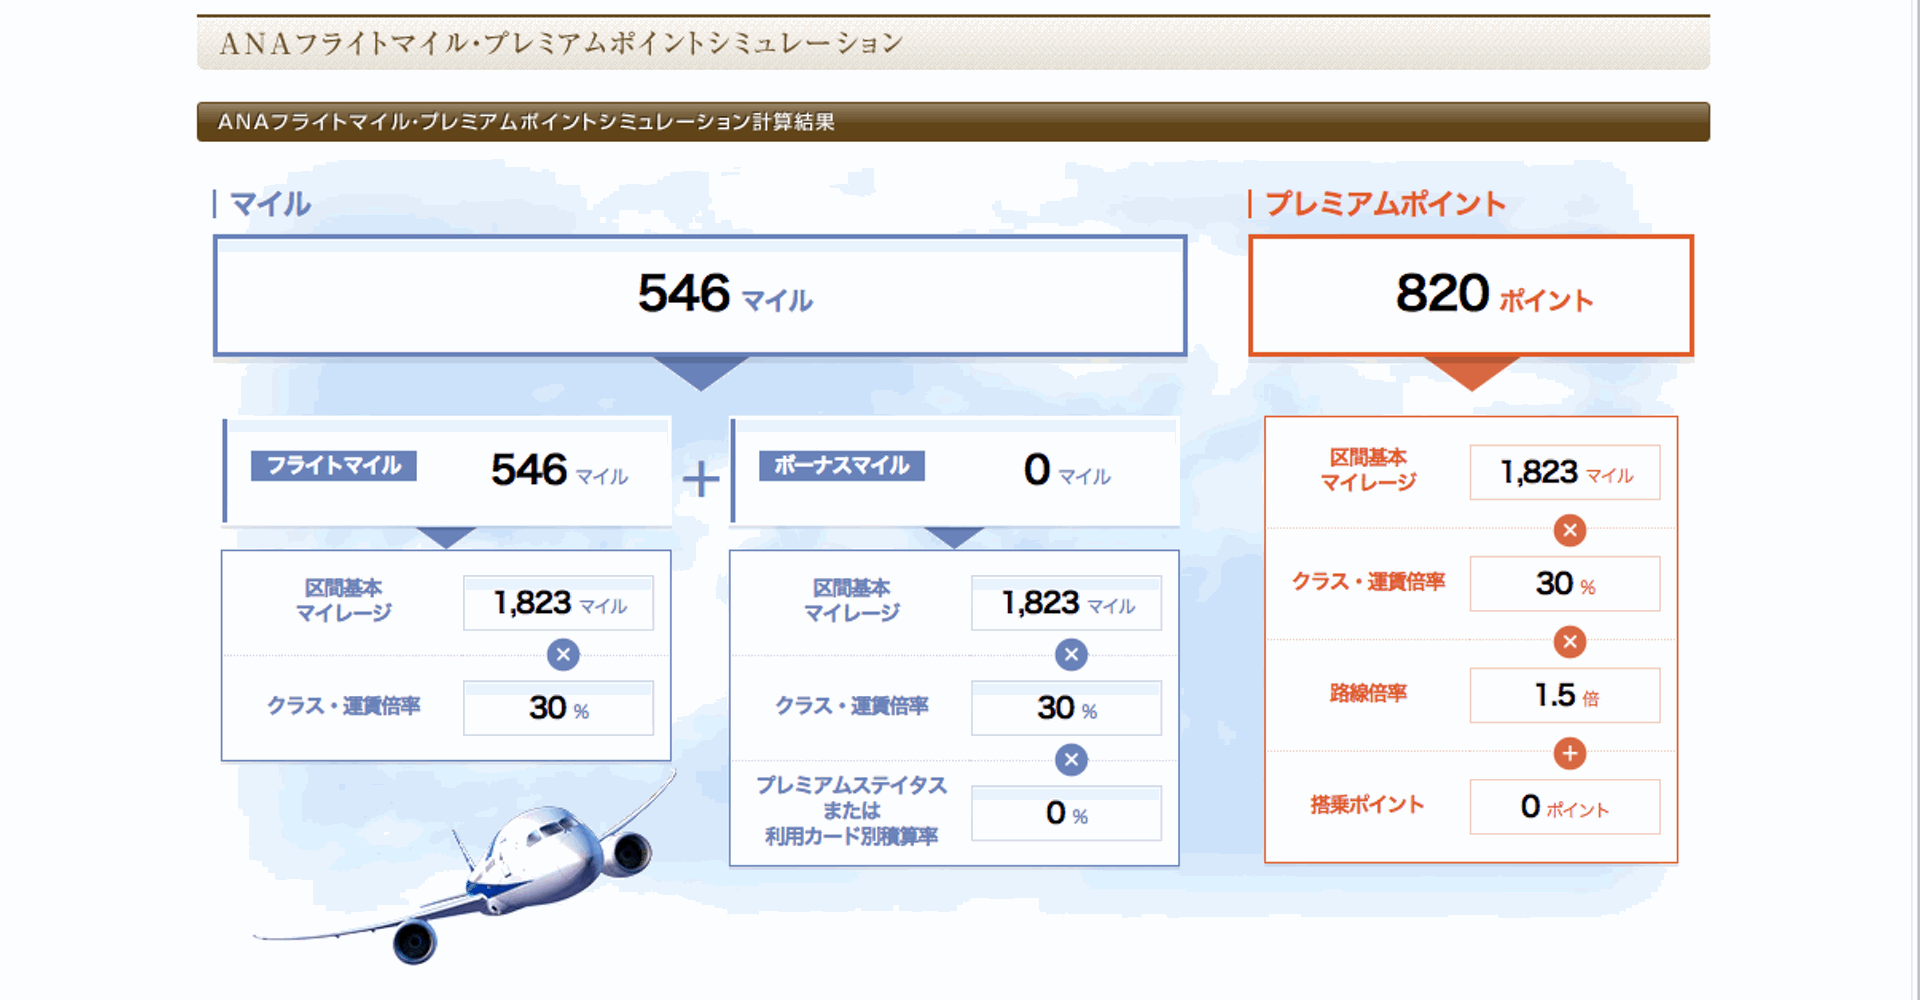 ANAフライトマイル・プレミアムポイントシミュレーション
ANAフライトマイル・プレミアムポイントシミュレーション計算結果
マイル
546 マイル
フライトマイル 546 マイル
+
ボーナスマイル 0 マイル
区間基本
マイレージ
1,823 マイル
×
クラス・運賃倍率 30 %
区間基本
マイレージ
1,823 マイル
×
クラス・運賃倍率 30 %
×
プレミアムステイタス
または
利用カード別積算率
0 %
プレミアムポイント
820 ポイント
区間基本
マイレージ
1,823 マイル
×
クラス・運賃倍率 30 %
×
路線倍率 1.5 倍
+
搭乗ポイント 0 ポイント